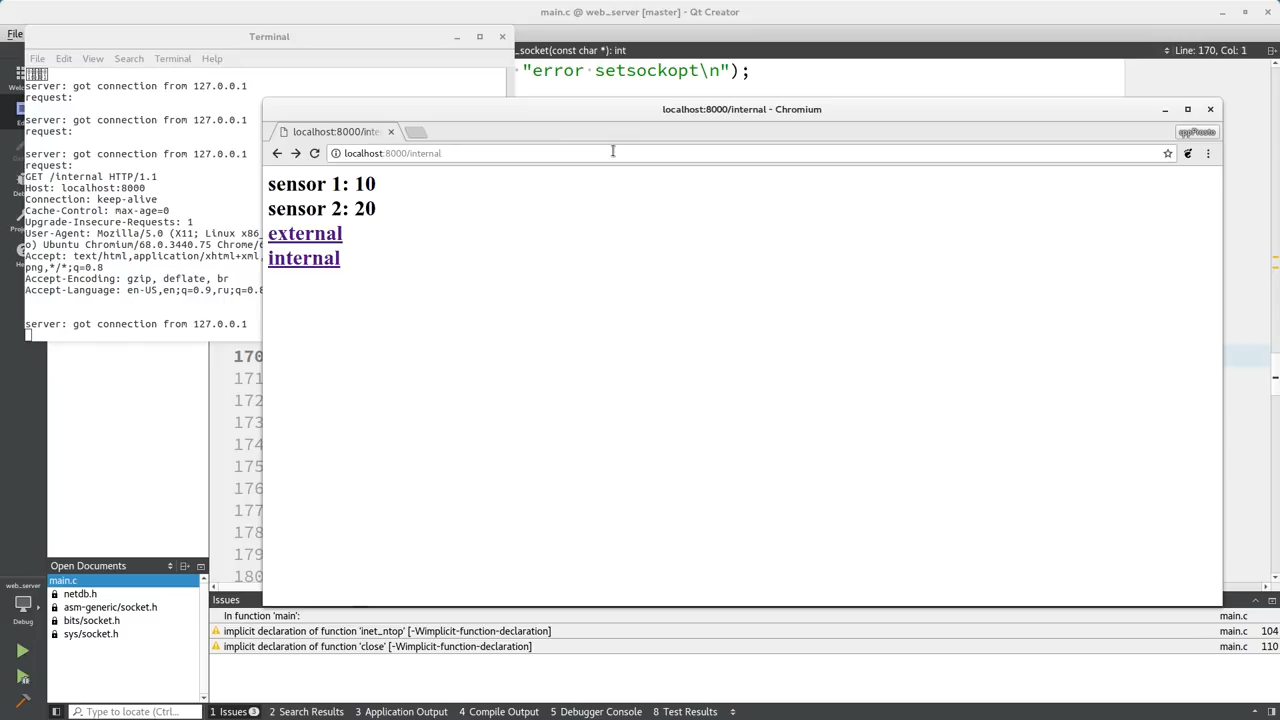 main.c @ web_server [master] - Qt Creator
File
Terminal
_socket(const char *): int
Line: 170, Col: 1
File Edit View Search Terminal Help
"error setsockopt\n");
server: got connection from 127.0.0.1
request:
server: got connection from 127.0.0.1
request:
server: got connection from 127.0.0.1
request:
GET /internal HTTP/1.1
Host: localhost:8000
Connection: keep-alive
Cache-Control: max-age=0
Upgrade-Insecure-Requests: 1
User-Agent: Mozilla/5.0 (X11; Linux x86_
o) Ubuntu Chromium/68.0.3440.75 Chrome/6
Accept: text/html,application/xhtml+xml,
png,*/*;q=0.8
Accept-Encoding: gzip, deflate, br
Accept-Language: en-US,en;q=0.9,ru;q=0.8
server: got connection from 127.0.0.1
localhost:8000/internal - Chromium
localhost:8000/inte
cppProsto
localhost:8000/internal
sensor 1: 10
sensor 2: 20
external
internal
170
171
172
173
174
175
176
177
178
179
180
Open Documents
main.c
netdb.h
asm-generic/socket.h
bits/socket.h
sys/socket.h
web_server
Debug
Issues
In function 'main': main.c
implicit declaration of function 'inet_ntop' [-Wimplicit-function-declaration] main.c 104
implicit declaration of function 'close' [-Wimplicit-function-declaration] main.c 110
Type to locate (Ctrl... 1 Issues 3 2 Search Results 3 Application Output 4 Compile Output 5 Debugger Console 8 Test Results